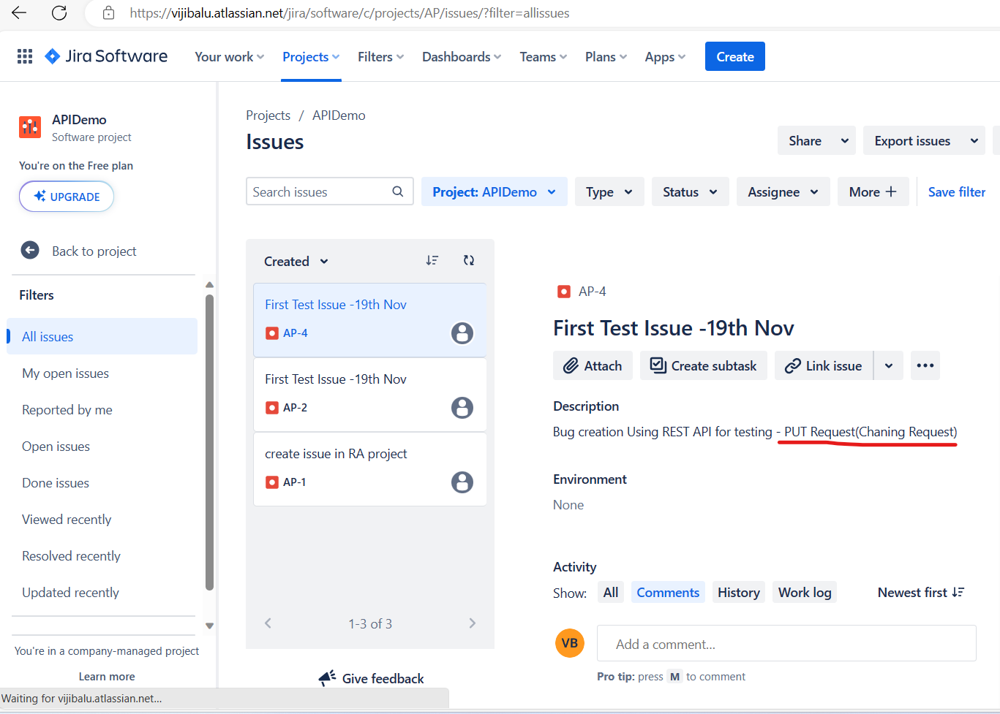 https://vijibalu.atlassian.net/jira/software/c/projects/AP/issues/?filter=allissues
Jira Software Your work Projects Filters Dashboards Teams Plans Apps Create
APIDemo
Software project
You're on the Free plan
UPGRADE
Back to project
Filters
All issues
My open issues
Reported by me
Open issues
Done issues
Viewed recently
Resolved recently
Updated recently
You're in a company-managed project
Learn more
Waiting for vijibalu.atlassian.net...
Projects / APIDemo
Issues
Share Export issues
Search issues Project: APIDemo Type Status Assignee More Save filter
Created
First Test Issue -19th Nov
AP-4
First Test Issue -19th Nov
AP-2
create issue in RA project
AP-1
1-3 of 3
Give feedback
AP-4
First Test Issue -19th Nov
Attach Create subtask Link issue
Description
Bug creation Using REST API for testing - PUT Request(Chaning Request)
Environment
None
Activity
Show: All Comments History Work log Newest first
VB Add a comment...
Pro tip: press M to comment